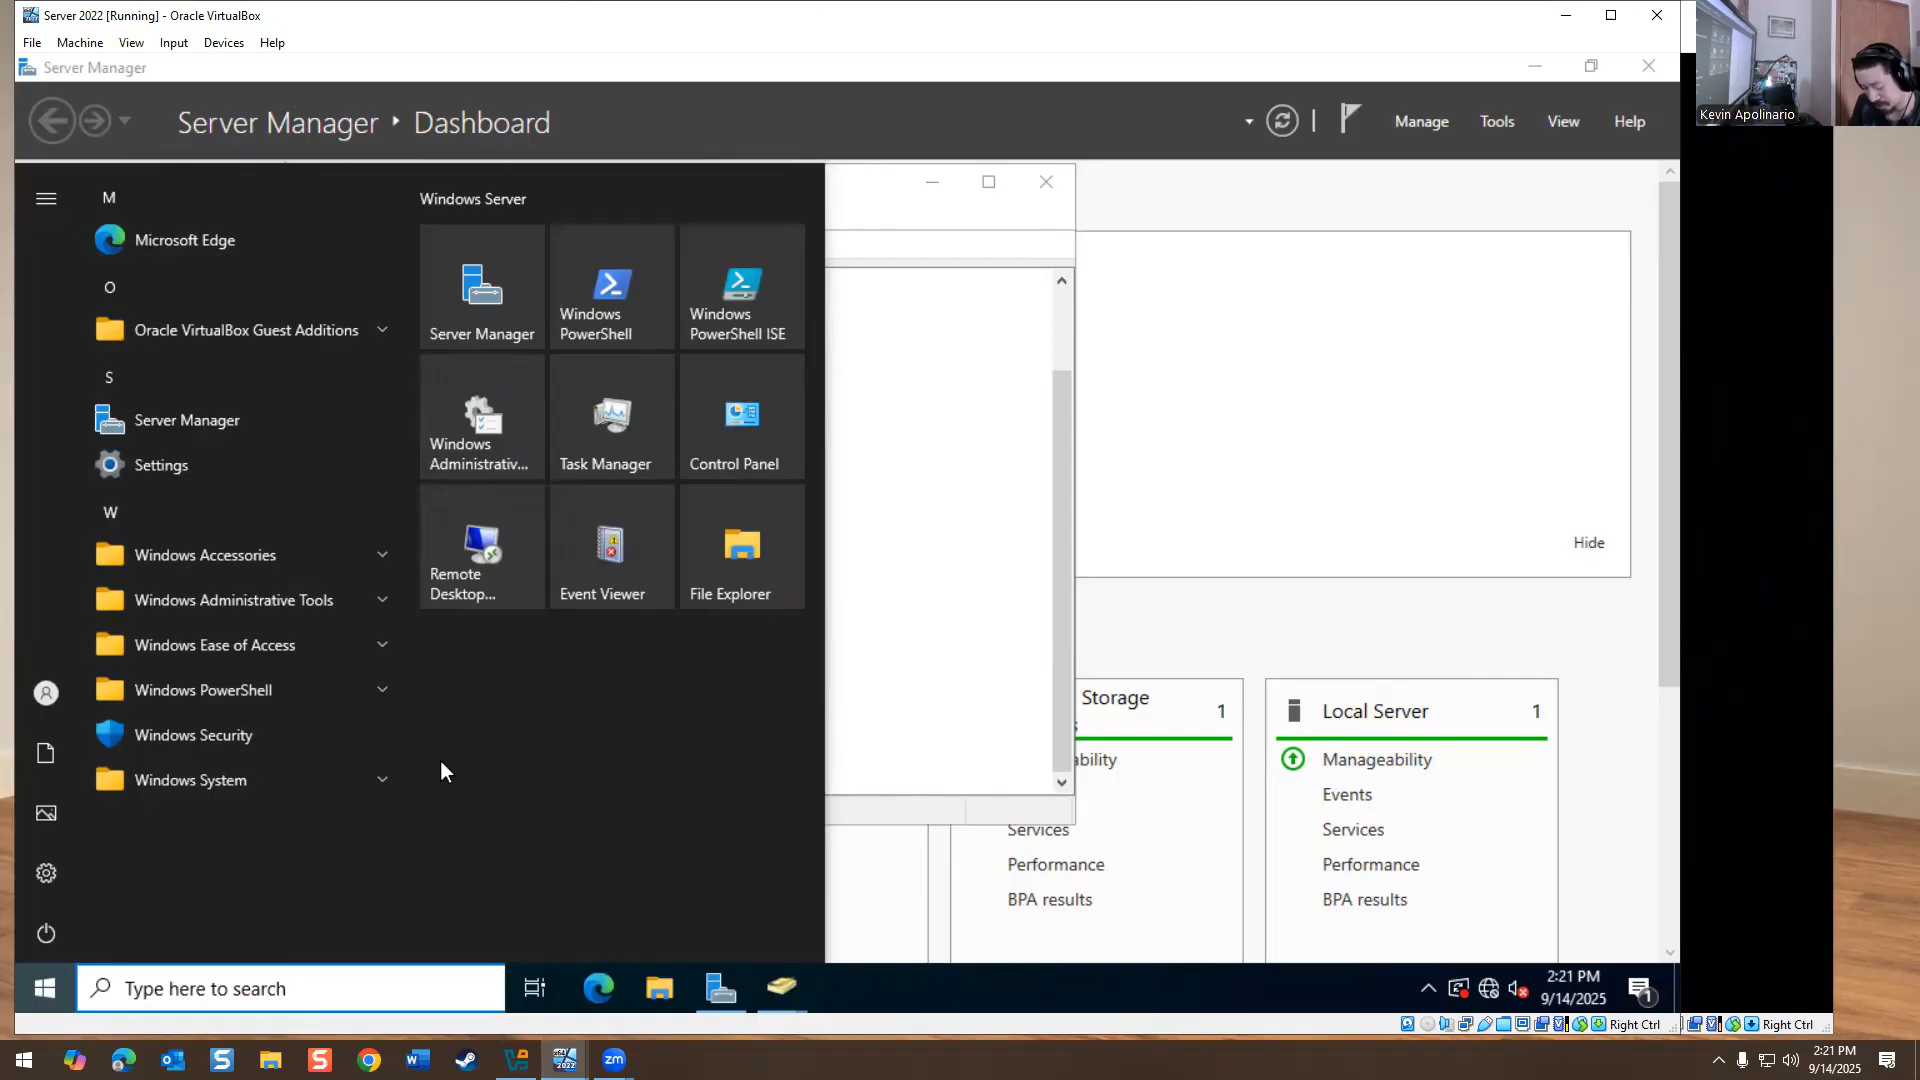 Server 2022 [Running] - Oracle VirtualBox
File Machine View Input Devices Help
Server Manager
Server Manager ‣ Dashboard
Manage Tools View Help
Kevin Apolinario
M
Microsoft Edge
O
Oracle VirtualBox Guest Additions
S
Server Manager
Settings
W
Windows Accessories
Windows Administrative Tools
Windows Ease of Access
Windows PowerShell
Windows Security
Windows System
Windows Server
Server Manager
Windows
PowerShell
Windows
PowerShell ISE
Windows
Administrativ...
Task Manager
Control Panel
Remote
Desktop...
Event Viewer
File Explorer
Hide
Storage
1
ability
Services
Performance
BPA results
Local Server 1
Manageability
Events
Services
Performance
BPA results
Type here to search
2:21 PM
9/14/2025
1
Right Ctrl
Right Ctrl
2:21 PM
9/14/2025